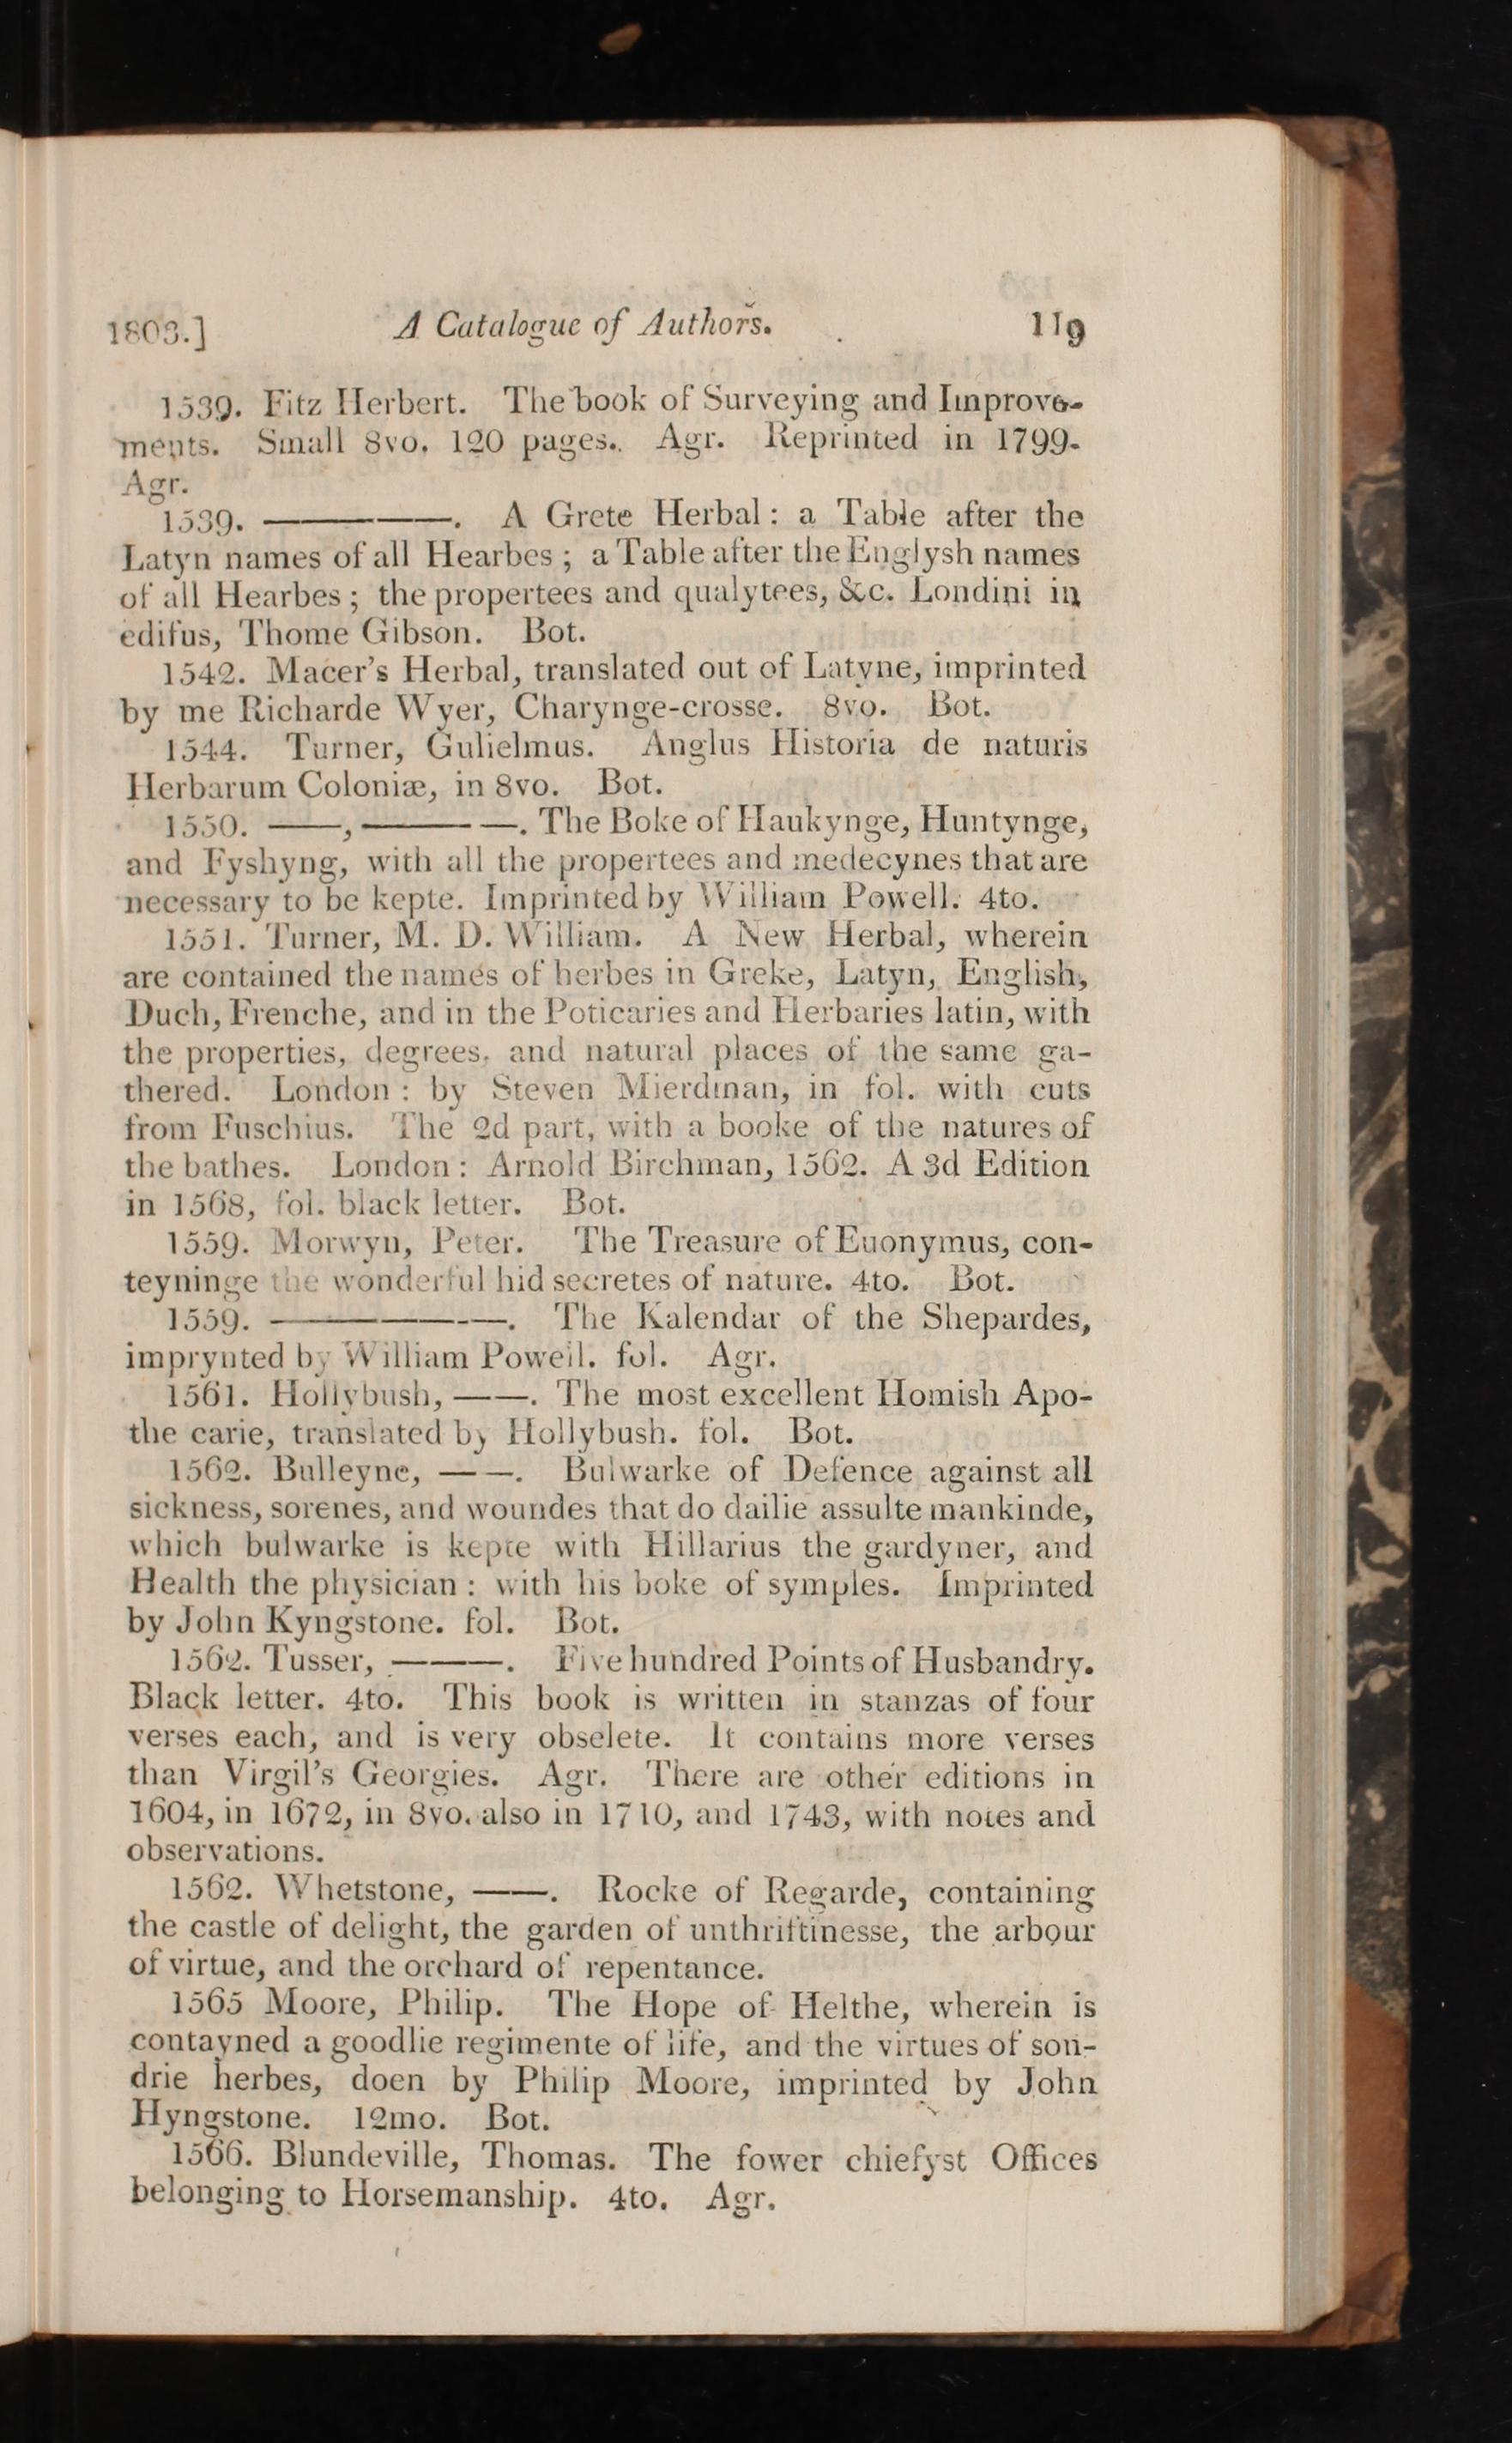 1803.] A Catalogue of Authors. 119
1539. Fitz Herbert. The book of Surveying and Improve-
ments. Small 8vo. 120 pages. Agr. Reprinted in 1799.
Agr.
1539. —————. A Grete Herbal: a Table after the
Latyn names of all Hearbes; a Table after the Englysh names
of all Hearbes; the propertees and qualytees, &c. Londini in
edifus, Thome Gibson. Bot.
1542. Macer's Herbal, translated out of Latyne, imprinted
by me Richarde Wyer, Charynge-crosse. 8vo. Bot.
1544. Turner, Gulielmus. Anglus Historia de naturis
Herbarum Coloniæ, in 8vo. Bot.
1550. ——, ————. The Boke of Haukynge, Huntynge,
and Fyshyng, with all the propertees and medecynes that are
necessary to be kepte. Imprinted by William Powell. 4to.
1551. Turner, M. D. William. A New Herbal, wherein
are contained the names of herbes in Greke, Latyn, English,
Duch, Frenche, and in the Poticaries and Herbaries latin, with
the properties, degrees, and natural places of the same ga-
thered. London: by Steven Mierdman, in fol. with cuts
from Fuschius. The 2d part, with a booke of the natures of
the bathes. London: Arnold Birchman, 1562. A 3d Edition
in 1568, fol. black letter. Bot.
1559. Morwyn, Peter. The Treasure of Euonymus, con-
teyninge the wonderful hid secretes of nature. 4to. Bot.
1559. ——————. The Kalendar of the Shepardes,
imprynted by William Powell. fol. Agr.
1561. Hollybush, ——. The most excellent Homish Apo-
the carie, translated by Hollybush. fol. Bot.
1562. Bulleyne, ——. Bulwarke of Defence against all
sickness, sorenes, and woundes that do dailie assulte mankinde,
which bulwarke is kepte with Hillarius the gardyner, and
Health the physician: with his boke of symples. Imprinted
by John Kyngstone. fol. Bot.
1562. Tusser, ———. Five hundred Points of Husbandry.
Black letter. 4to. This book is written in stanzas of four
verses each, and is very obselete. It contains more verses
than Virgil's Georgies. Agr. There are other editions in
1604, in 1672, in 8vo. also in 1710, and 1743, with notes and
observations.
1562. Whetstone, ——. Rocke of Regarde, containing
the castle of delight, the garden of unthriftinesse, the arbour
of virtue, and the orchard of repentance.
1565 Moore, Philip. The Hope of Helthe, wherein is
contayned a goodlie regimente of life, and the virtues of son-
drie herbes, doen by Philip Moore, imprinted by John
Hyngstone. 12mo. Bot.
1566. Blundeville, Thomas. The fower chiefyst Offices
belonging to Horsemanship. 4to. Agr.